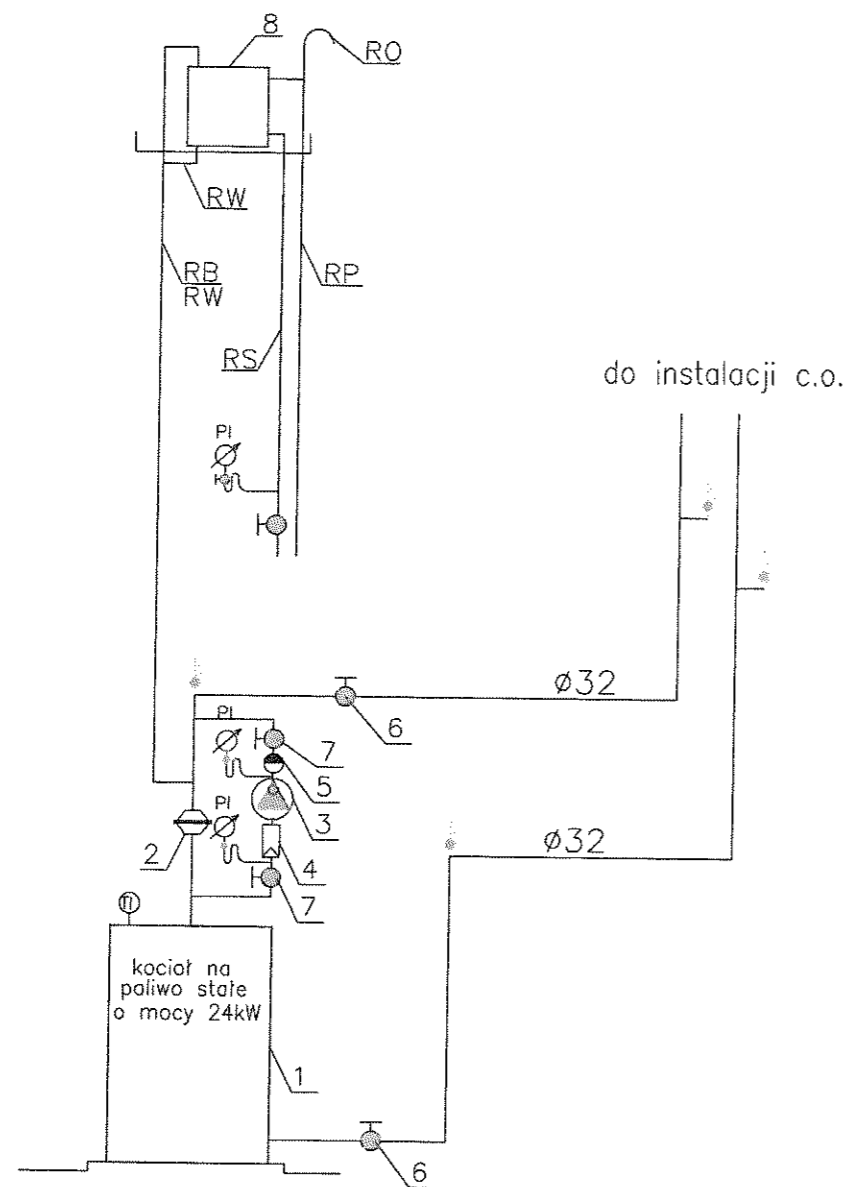 8
RO
RW
RB
RW
RP
RS
do instalacji c.o.
PI
ø32
6
PI
7
5
3
PI
ø32
2
4
7
TI
kocioł na
paliwo stałe
o mocy 24kW
1
6